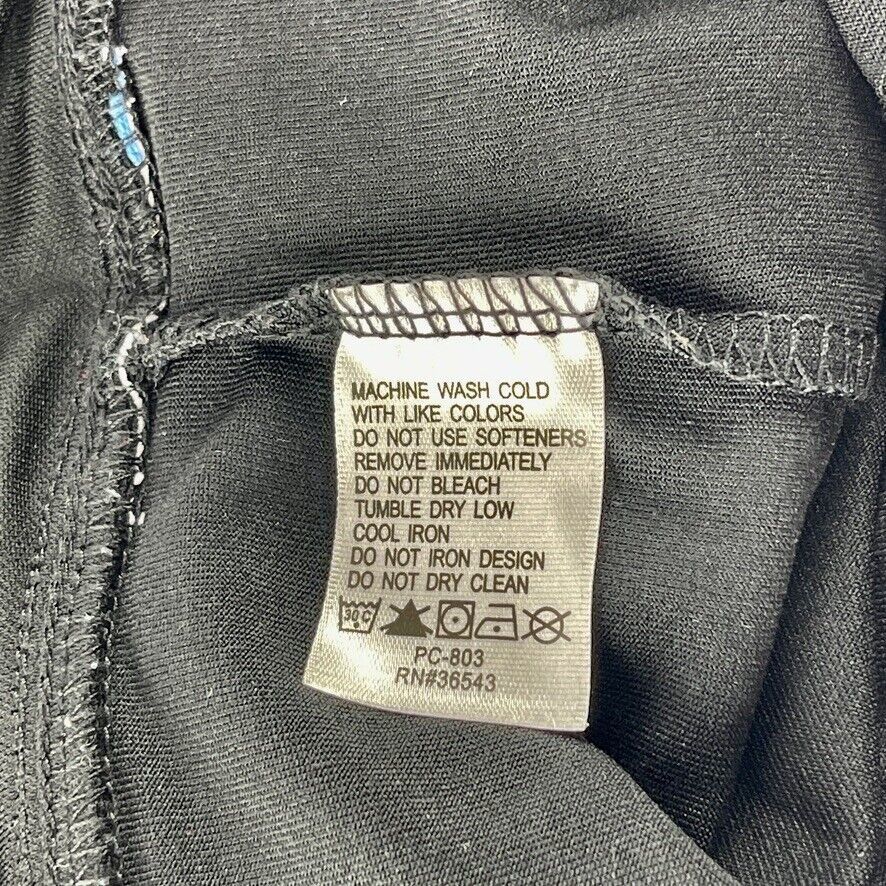 MACHINE WASH COLD
WITH LIKE COLORS
DO NOT USE SOFTENERS
REMOVE IMMEDIATELY
DO NOT BLEACH
TUMBLE DRY LOW
COOL IRON
DO NOT IRON DESIGN
DO NOT DRY CLEAN
30 C
PC-803
RN#36543